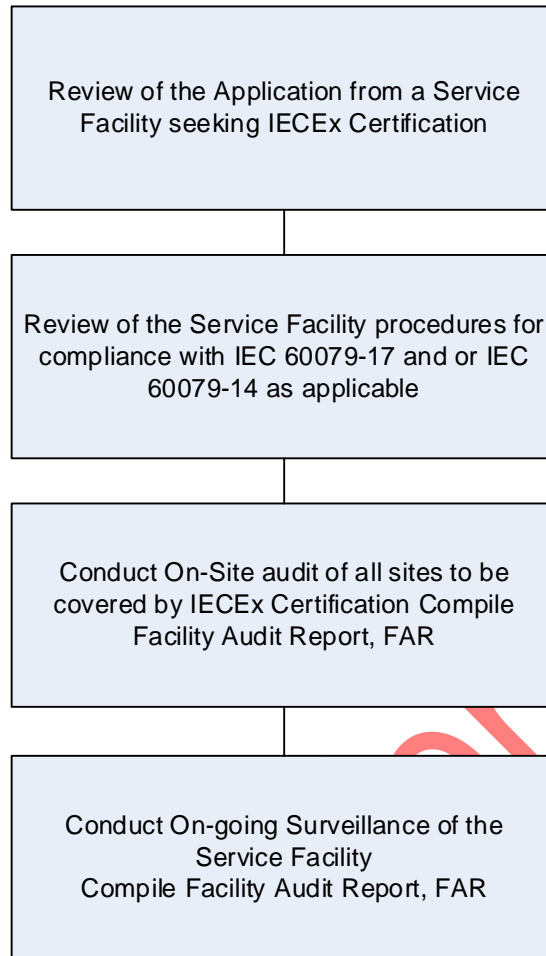 Review of the Application from a Service
Facility seeking IECEx Certification
Review of the Service Facility procedures for
compliance with IEC 60079-17 and or IEC
60079-14 as applicable
Conduct On-Site audit of all sites to be
covered by IECEx Certification Compile
Facility Audit Report, FAR
Conduct On-going Surveillance of the
Service Facility
Compile Facility Audit Report, FAR